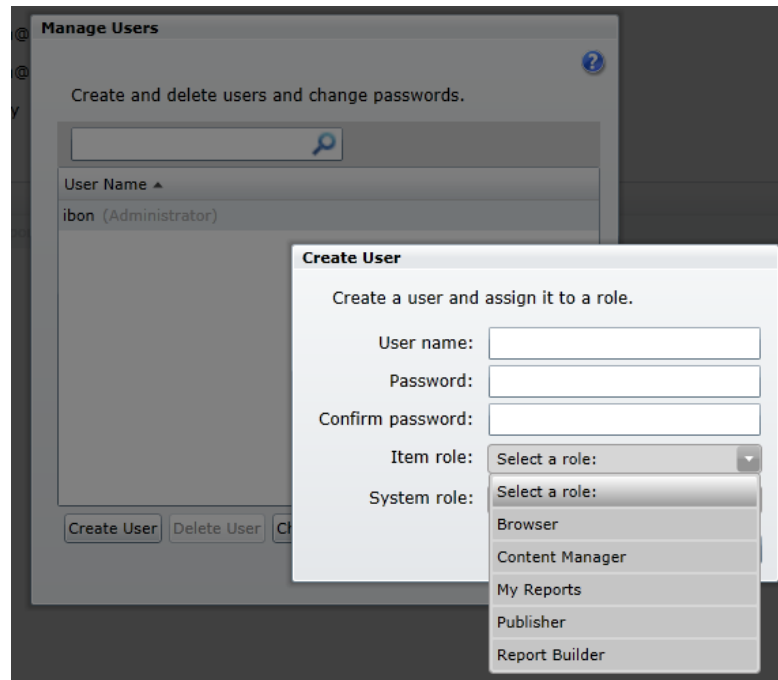 @
Manage Users
@
?
Create and delete users and change passwords.
y
User Name
ibon (Administrator)
Create User
Create a user and assign it to a role.
User name:
Password:
Confirm password:
Item role: Select a role:
System role: Select a role:
Browser
Create User Delete User
Content Manager
My Reports
Publisher
Report Builder